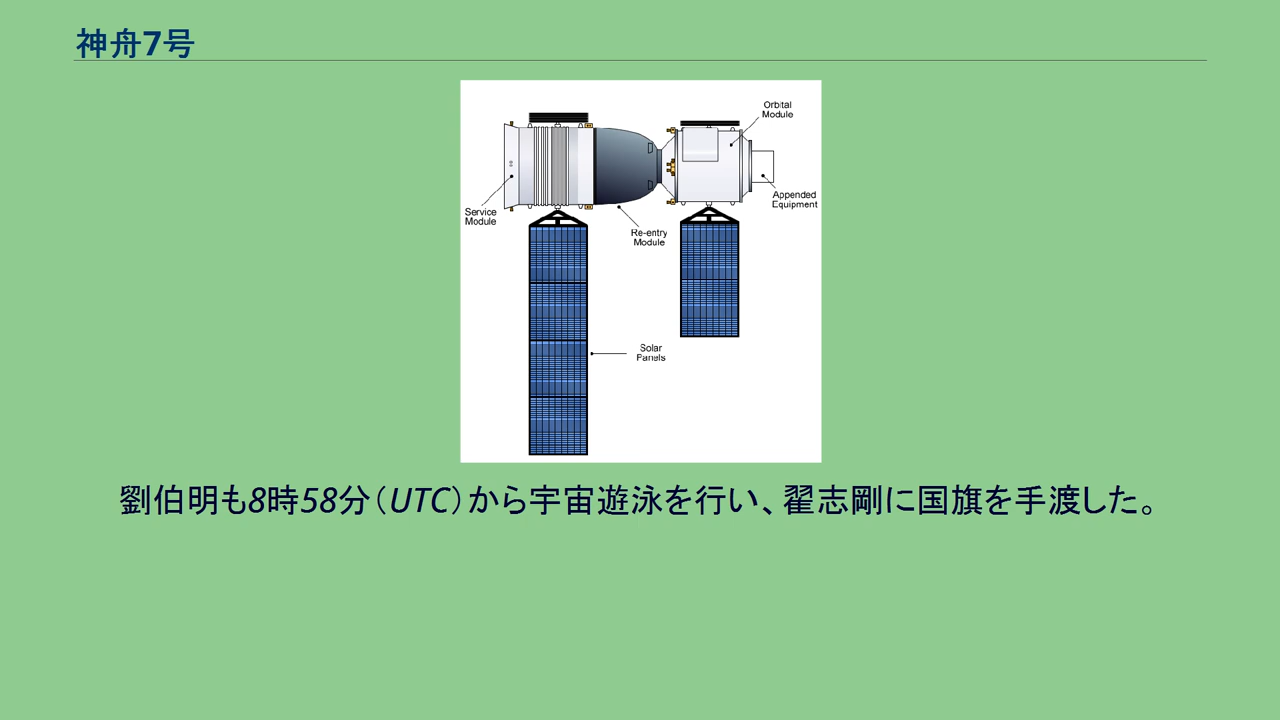 神舟7号
Orbital
Module
Appended
Equipment
Service
Module
Re-entry
Module
Solar
Panels
劉伯明も8時58分（UTC）から宇宙遊泳を行い、翟志剛に国旗を手渡した。